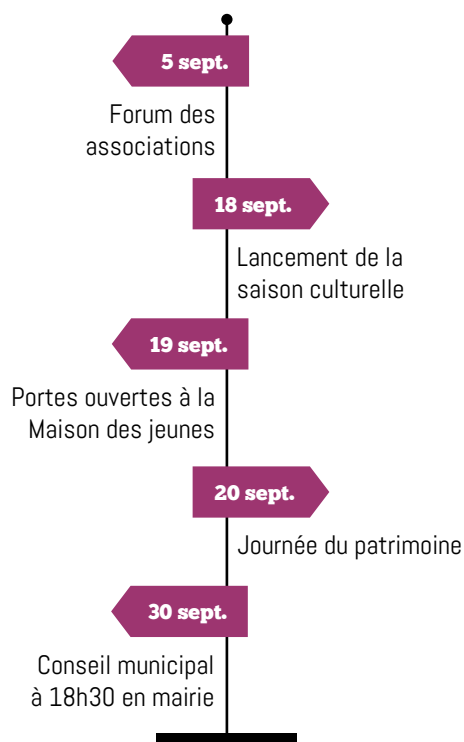 5 sept.
Forum des
associations
18 sept.
Lancement de la
saison culturelle
19 sept.
Portes ouvertes à la
Maison des jeunes
20 sept.
Journée du patrimoine
30 sept.
Conseil municipal
à 18h30 en mairie